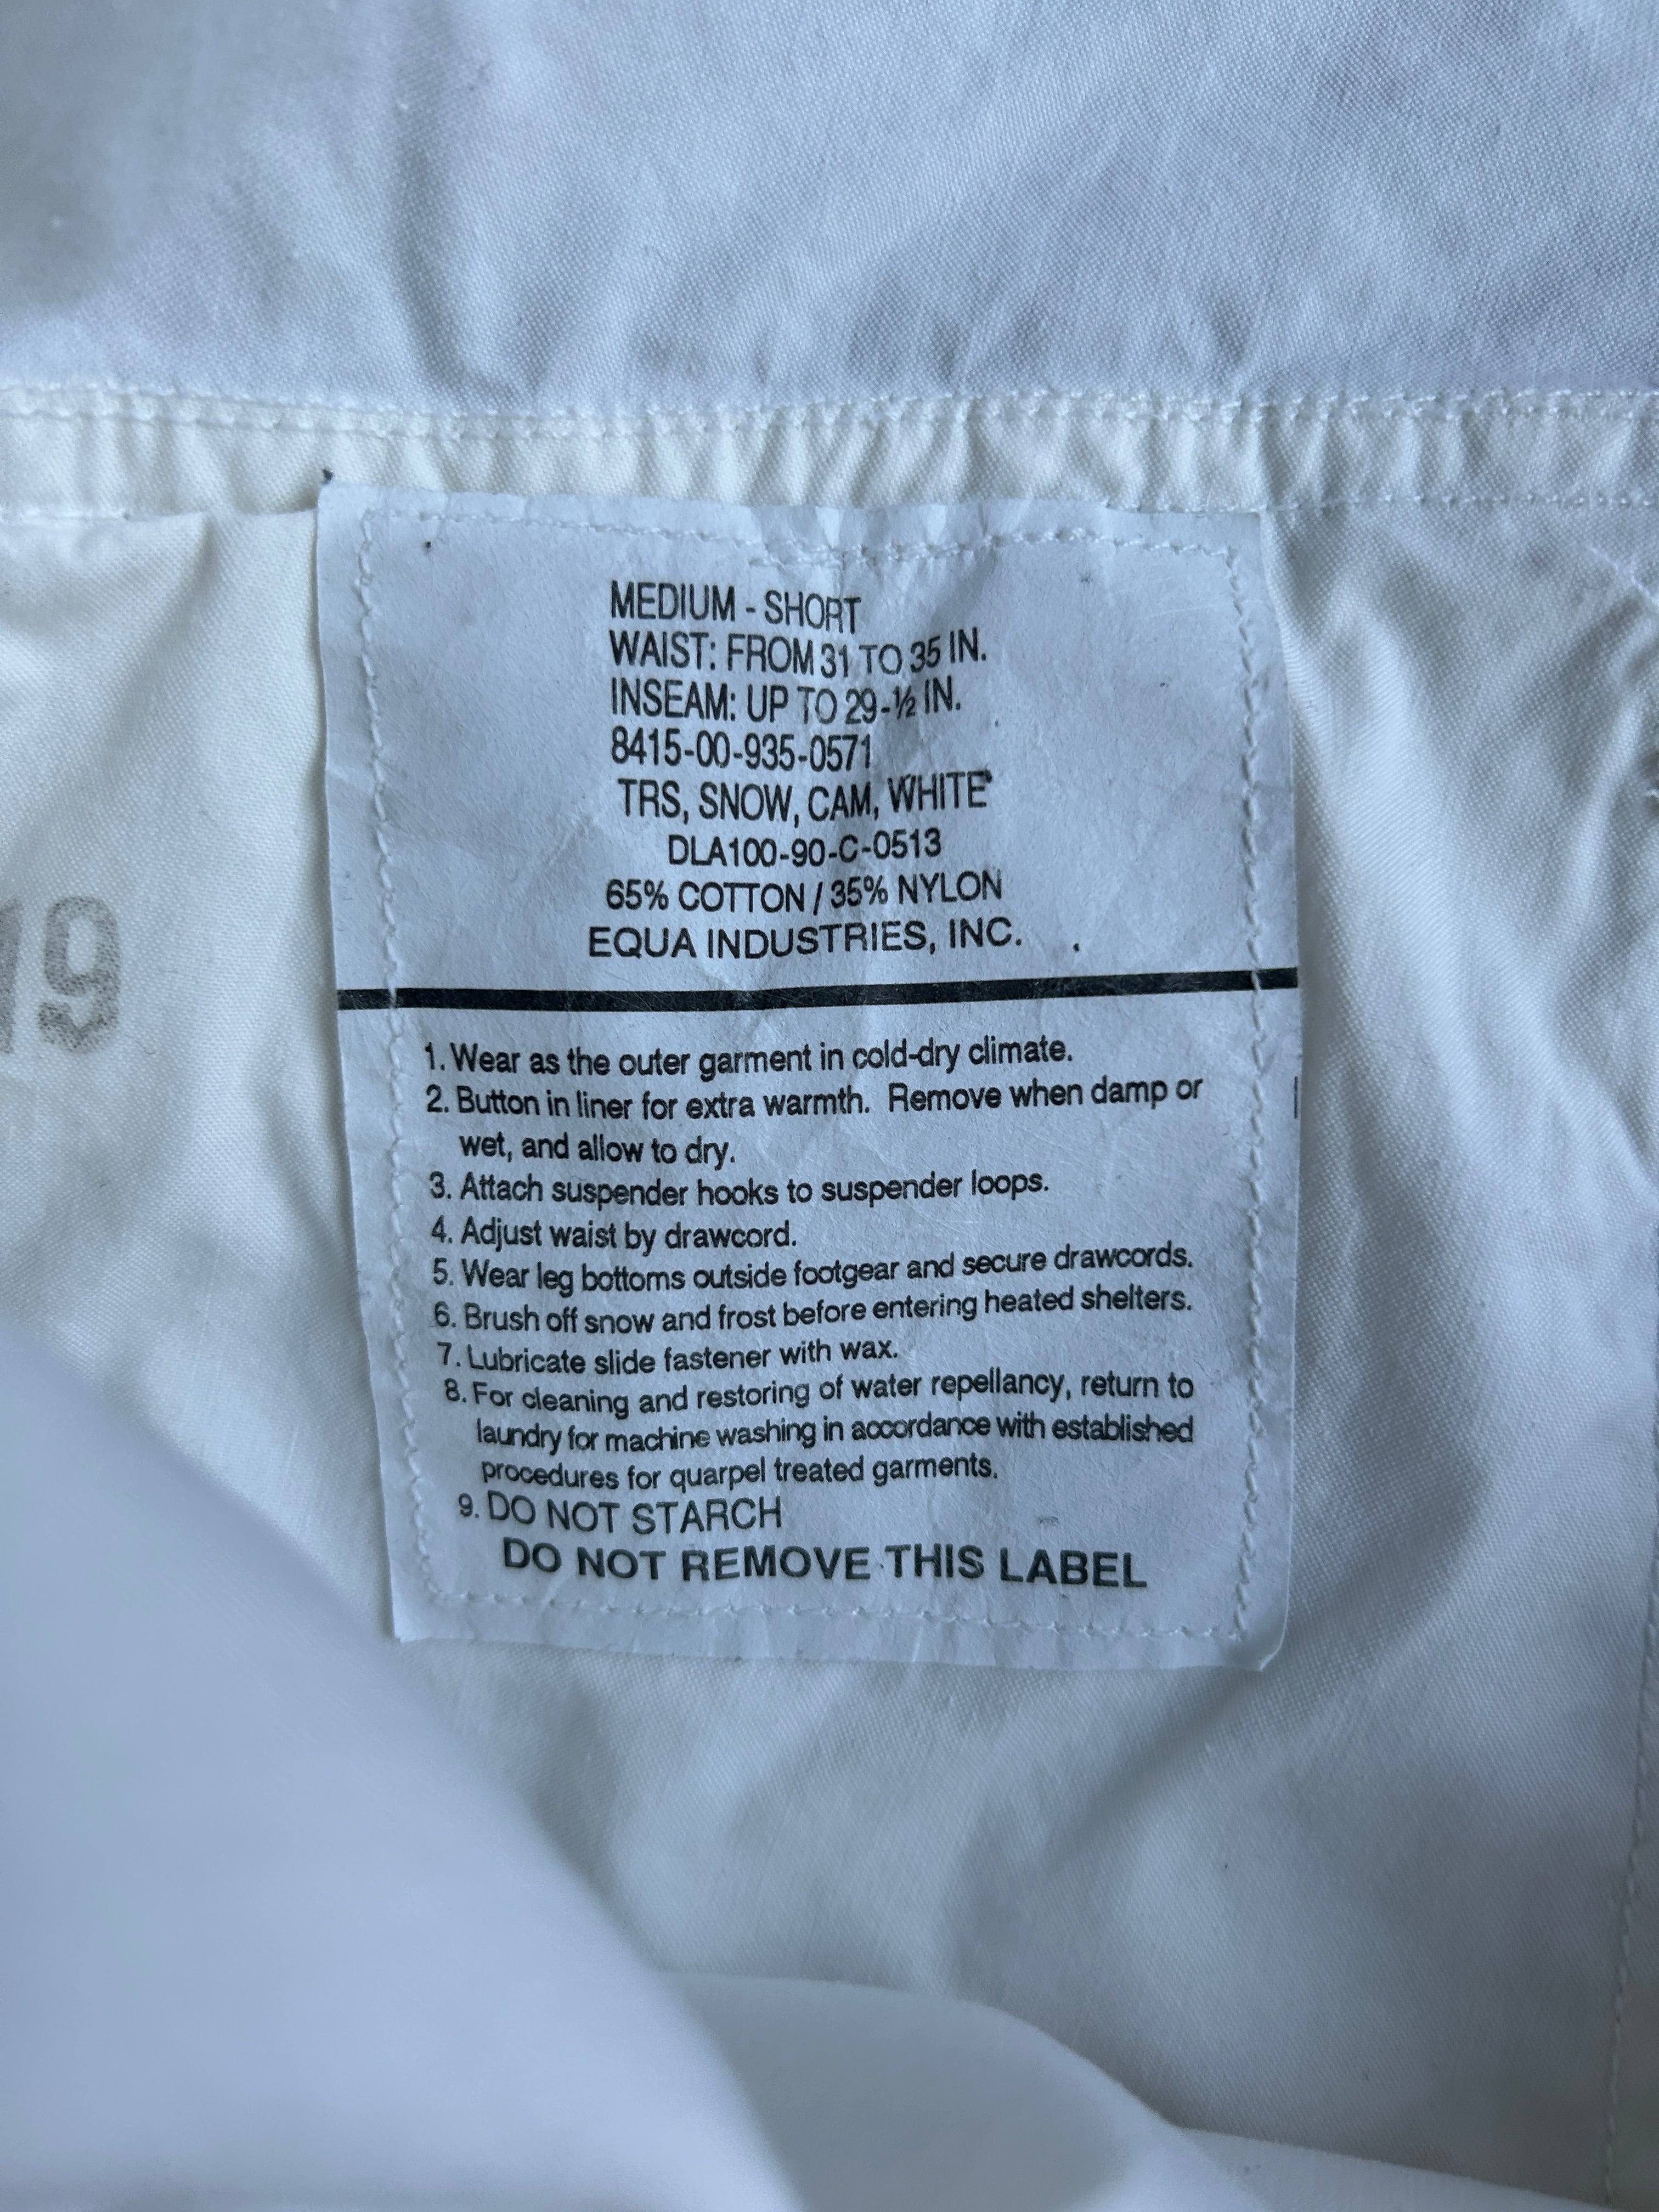 MEDIUM - SHORT
WAIST: FROM 31 TO 35 IN.
INSEAM: UP TO 29-½ IN.
8415-00-935-0571
TRS, SNOW, CAM, WHITE
DLA100-90-C-0513
65% COTTON / 35% NYLON
EQUA INDUSTRIES, INC.
19
1. Wear as the outer garment in cold-dry climate.
2. Button in liner for extra warmth. Remove when damp or
wet, and allow to dry.
3. Attach suspender hooks to suspender loops.
4. Adjust waist by drawcord.
5. Wear leg bottoms outside footgear and secure drawcords.
6. Brush off snow and frost before entering heated shelters.
7. Lubricate slide fastener with wax.
8. For cleaning and restoring of water repellancy, return to
laundry for machine washing in accordance with established
procedures for quarpel treated garments.
9. DO NOT STARCH
DO NOT REMOVE THIS LABEL